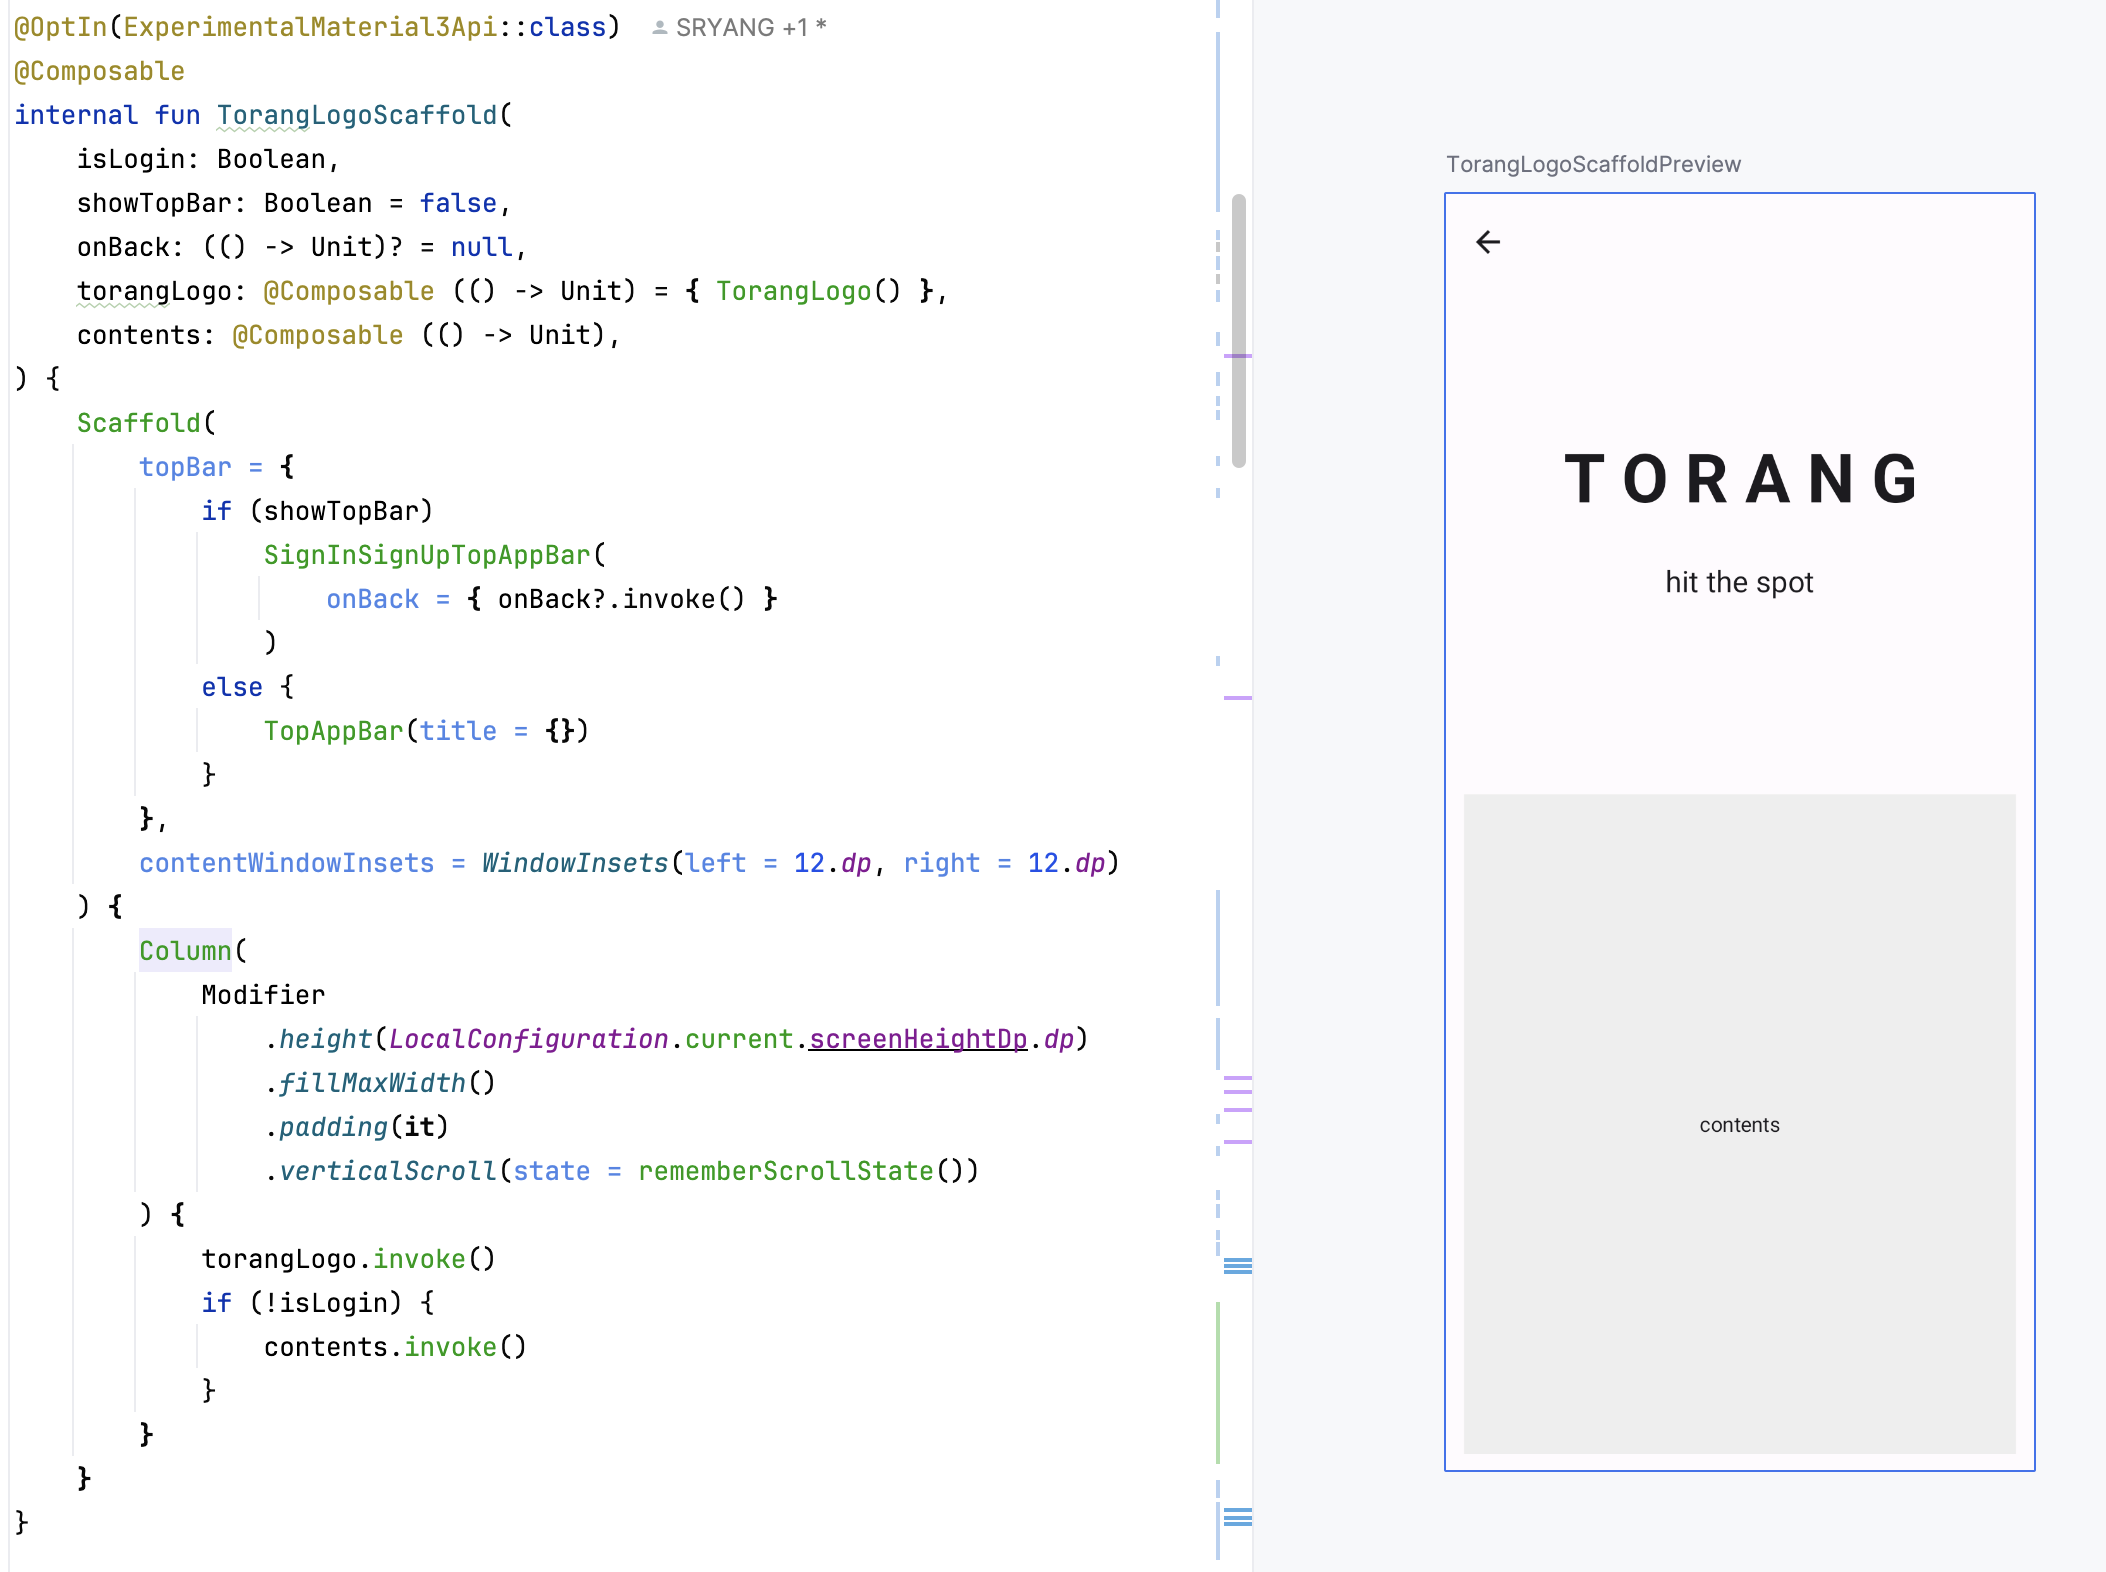 @OptIn(ExperimentalMaterial3Api::class) SRYANG +1 *
@Composable
internal fun TorangLogoScaffold(
    isLogin: Boolean,
    showTopBar: Boolean = false,
    onBack: (() -> Unit)? = null,
    torangLogo: @Composable (() -> Unit) = { TorangLogo() },
    contents: @Composable (() -> Unit),
) {
    Scaffold(
        topBar = {
            if (showTopBar)
                SignInSignUpTopAppBar(
                    onBack = { onBack?.invoke() }
                )
            else {
                TopAppBar(title = {})
            }
        },
        contentWindowInsets = WindowInsets(left = 12.dp, right = 12.dp)
    ) {
        Column(
            Modifier
                .height(LocalConfiguration.current.screenHeightDp.dp)
                .fillMaxWidth()
                .padding(it)
                .verticalScroll(state = rememberScrollState())
        ) {
            torangLogo.invoke()
            if (!isLogin) {
                contents.invoke()
            }
        }
    }
}
TorangLogoScaffoldPreview
TORANG
hit the spot
contents